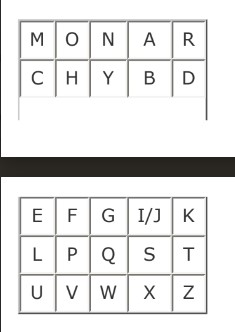 M O N A R
C H Y B D
E F G I/J K
L P Q S T
U V W X Z